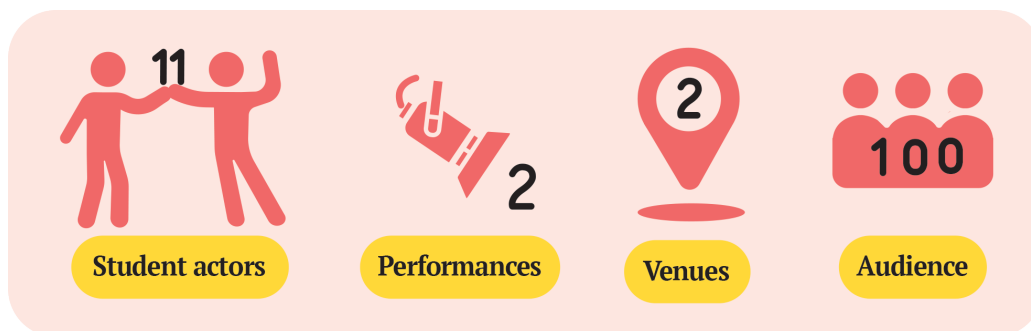 11
Student actors
2
Performances
2
Venues
100
Audience